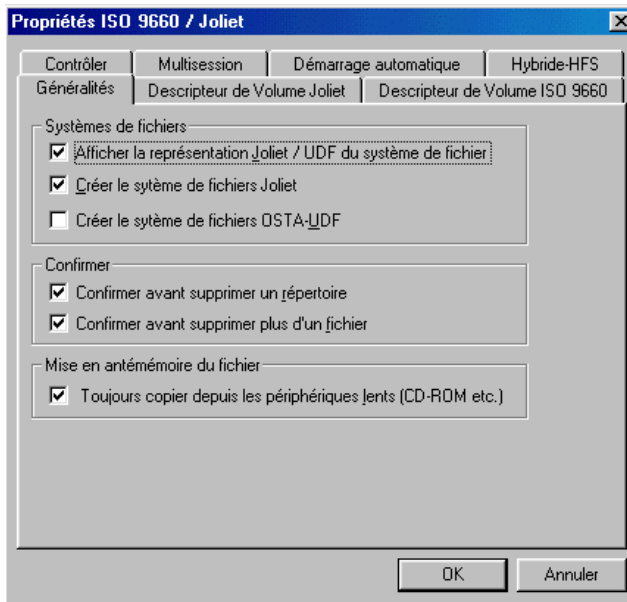 Propriétés ISO 9660 / Joliet
Contrôler Multisession Démarrage automatique Hybride-HFS
Généralités Descripteur de Volume Joliet Descripteur de Volume ISO 9660
Systèmes de fichiers
Afficher la représentation Joliet / UDF du système de fichier
Créer le sytème de fichiers Joliet
Créer le sytème de fichiers OSTA-UDF
Confirmer
Confirmer avant supprimer un répertoire
Confirmer avant supprimer plus d'un fichier
Mise en antémémoire du fichier
Toujours copier depuis les périphériques lents (CD-ROM etc.)
OK Annuler